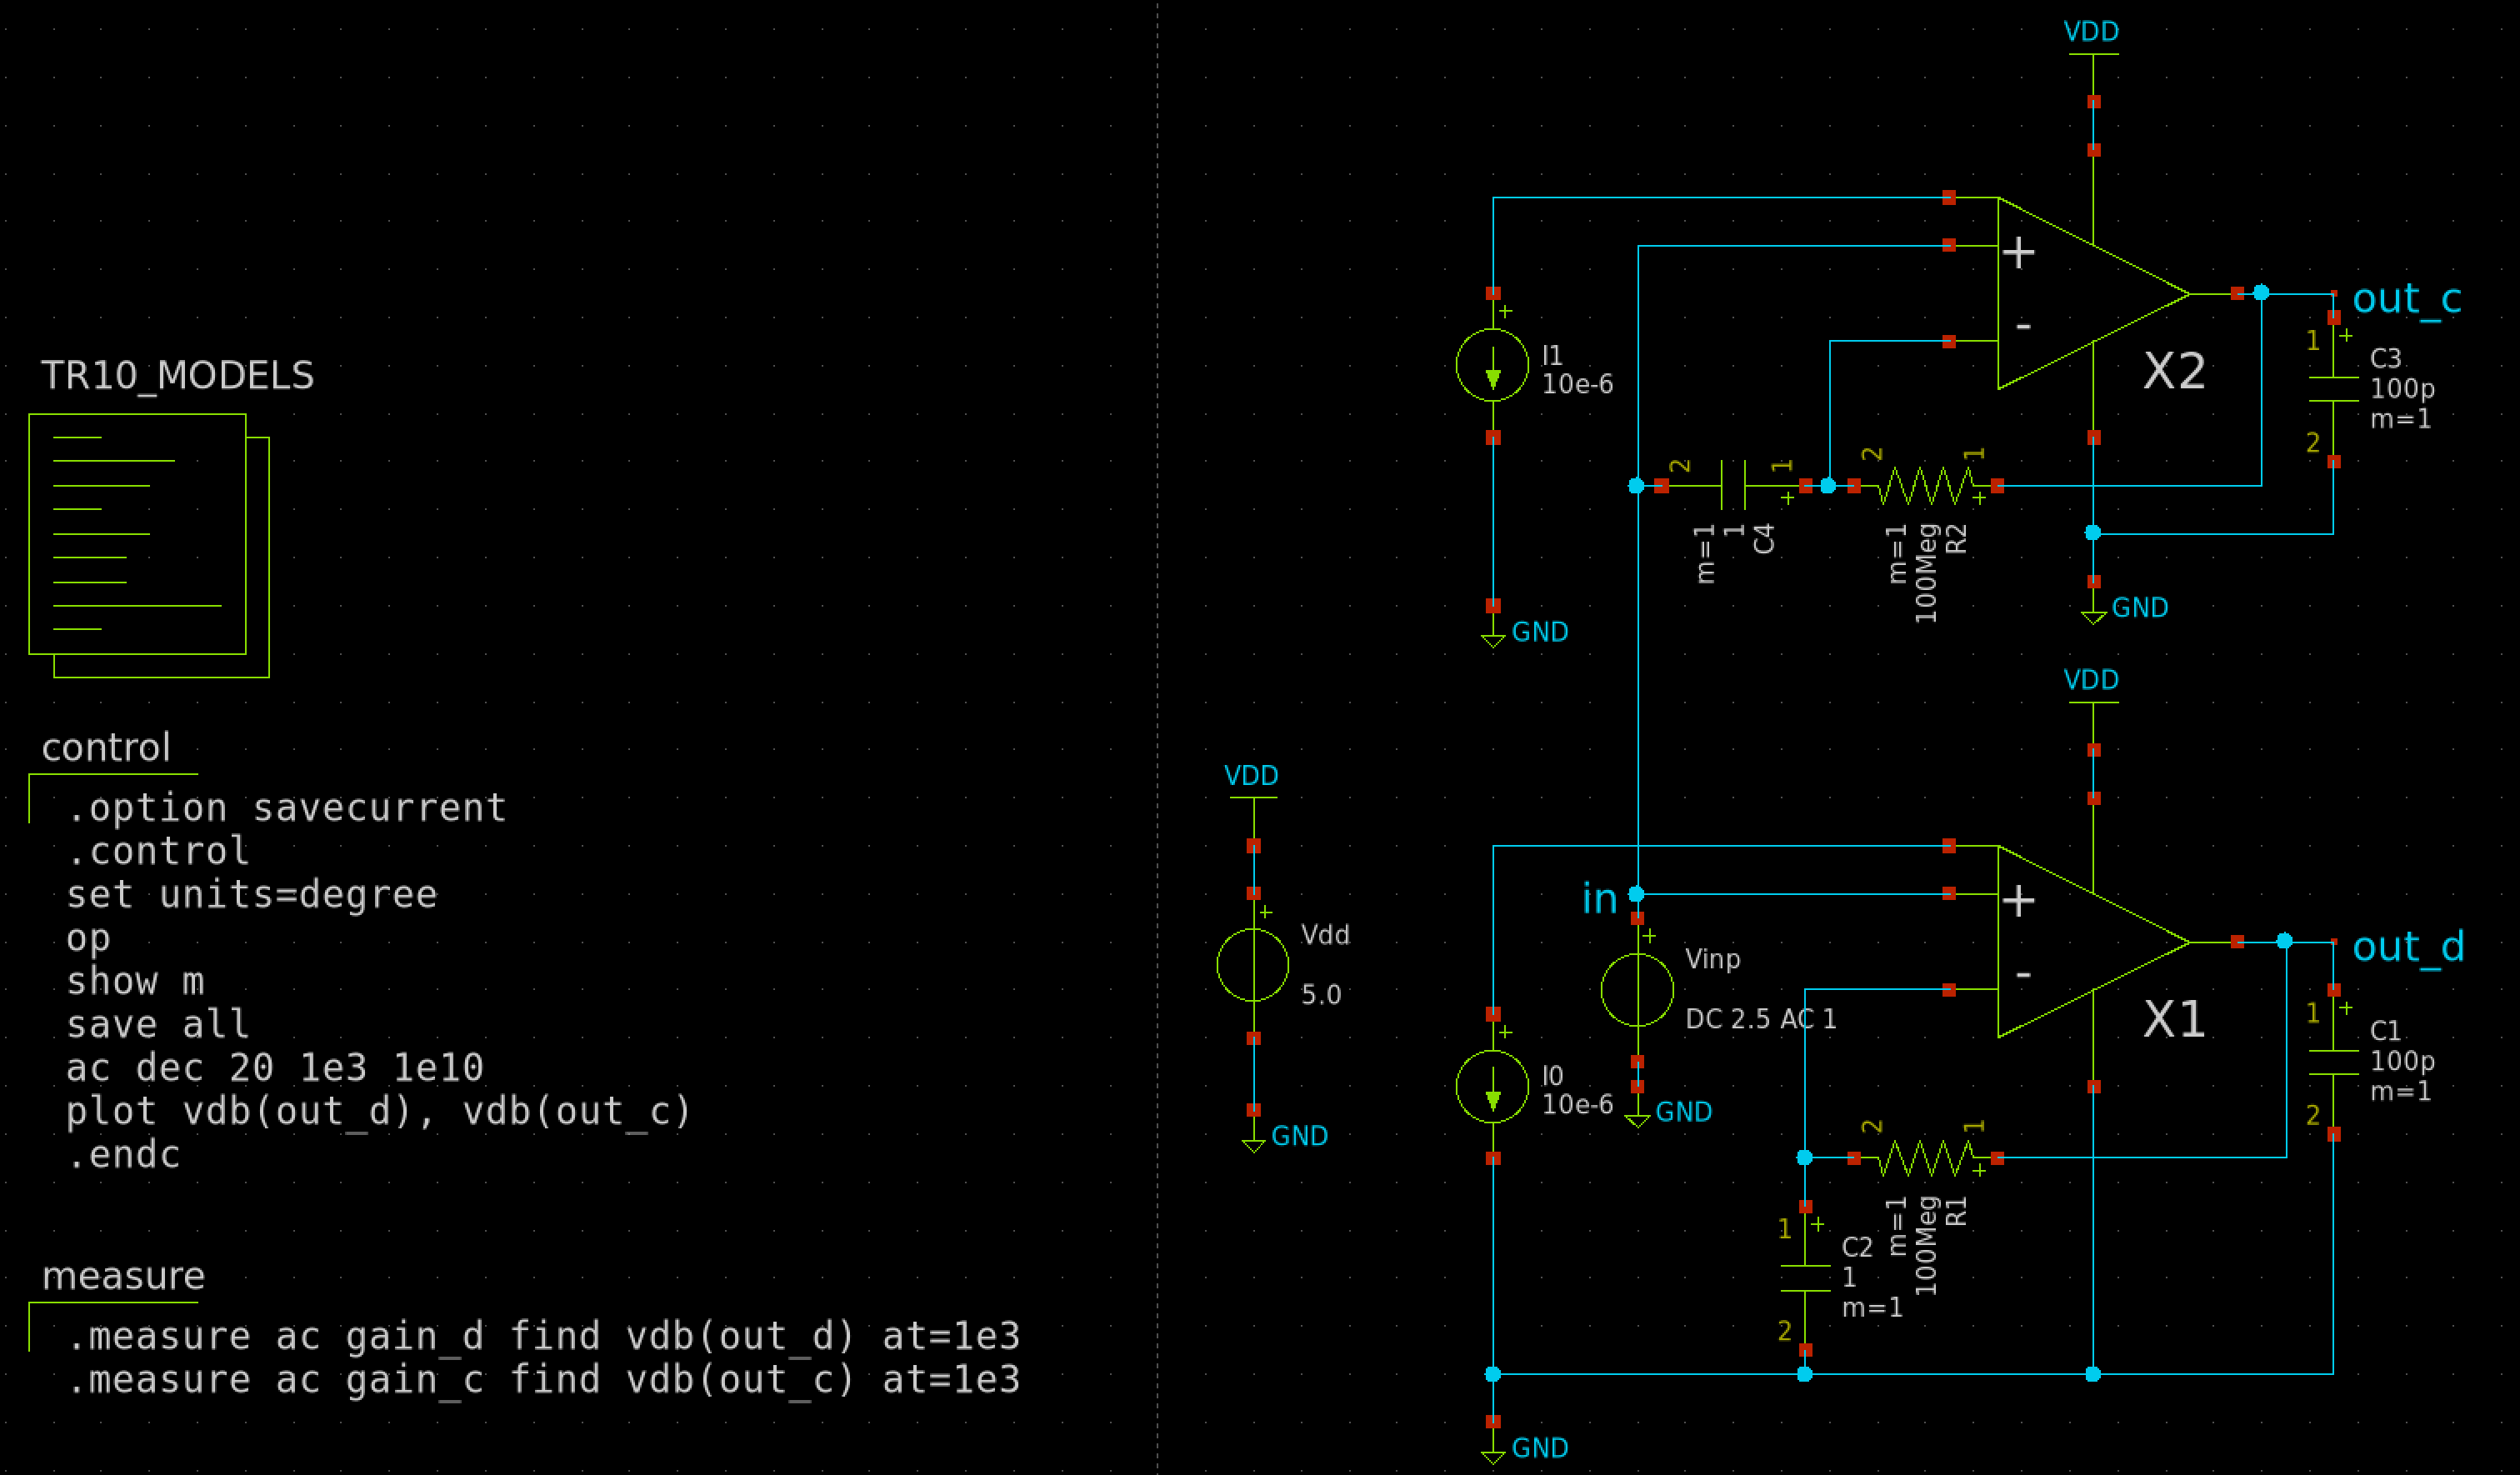 TR10_MODELS
control
.option savecurrent
.control
set units=degree
op
show m
save all
ac dec 20 1e3 1e10
plot vdb(out_d), vdb(out_c)
.endc
measure
.measure ac gain_d find vdb(out_d) at=1e3
.measure ac gain_c find vdb(out_c) at=1e3
VDD
+
-
X2
out_c
I1
10e-6
+
GND
2
1
+
m=1
1
C4
2
1
+
m=1
100Meg
R2
1
+
C3
100p
m=1
2
GND
VDD
+
Vdd
5.0
GND
in
+
Vinp
DC 2.5 AC 1
GND
+
I0
10e-6
VDD
+
-
X1
out_d
1
+
C1
100p
m=1
2
2
1
+
m=1
100Meg
R1
1
+
C2
1
m=1
2
GND